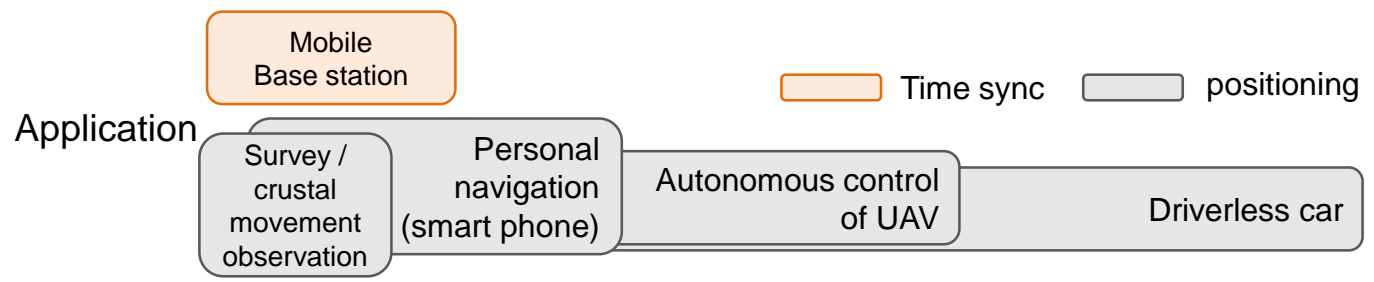 Mobile
Base station
Time sync
positioning
Application
Survey /
crustal
movement
observation
Personal
navigation
(smart phone)
Autonomous control
of UAV
Driverless car